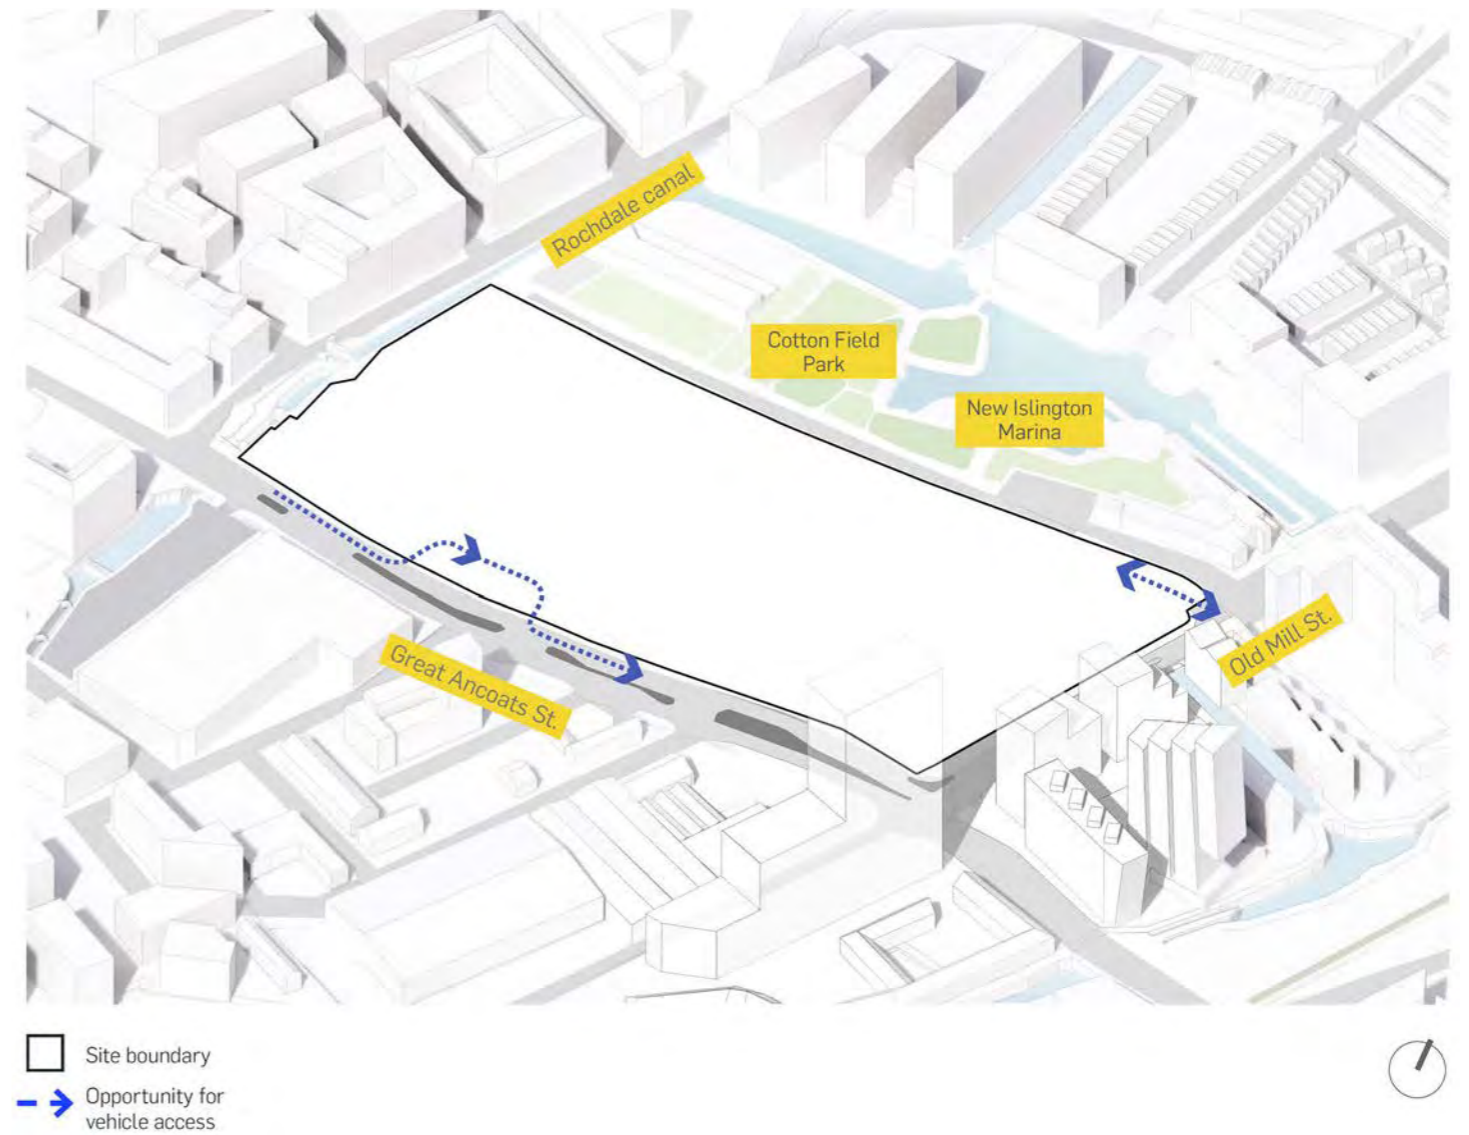 Rochdale canal
Cotton Field
Park
New Islington
Marina
Old Mill St.
Great Ancoats St.
Site boundary
Opportunity for
vehicle access